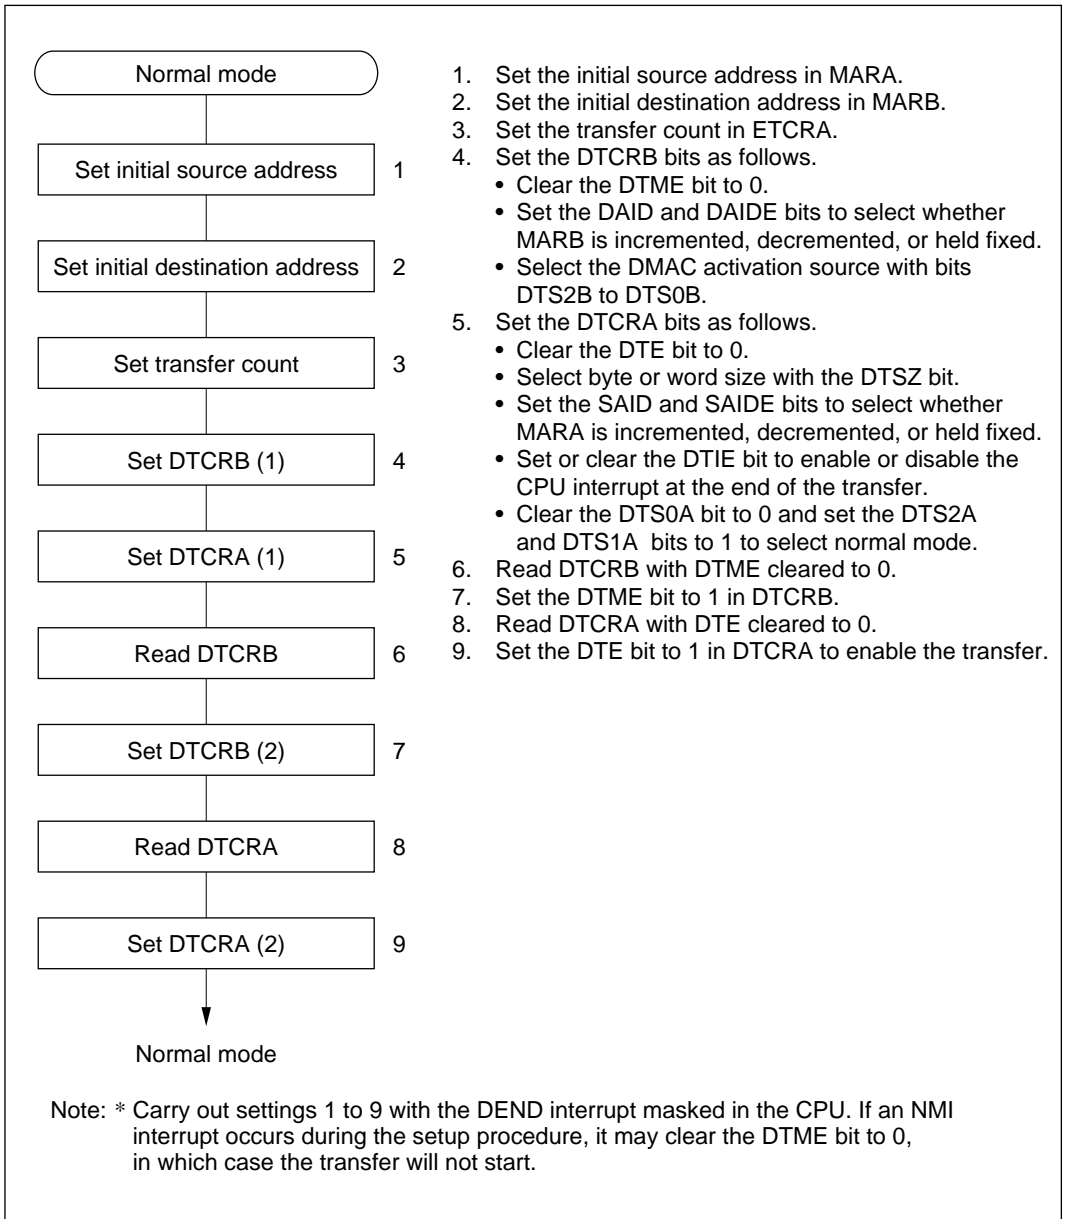 Normal mode
Set initial source address 1
Set initial destination address 2
Set transfer count 3
Set DTCRB (1) 4
Set DTCRA (1) 5
Read DTCRB 6
Set DTCRB (2) 7
Read DTCRA 8
Set DTCRA (2) 9
Normal mode
1. Set the initial source address in MARA.
2. Set the initial destination address in MARB.
3. Set the transfer count in ETCRA.
4. Set the DTCRB bits as follows.
• Clear the DTME bit to 0.
• Set the DAID and DAIDE bits to select whether
MARB is incremented, decremented, or held fixed.
• Select the DMAC activation source with bits
DTS2B to DTS0B.
5. Set the DTCRA bits as follows.
• Clear the DTE bit to 0.
• Select byte or word size with the DTSZ bit.
• Set the SAID and SAIDE bits to select whether
MARA is incremented, decremented, or held fixed.
• Set or clear the DTIE bit to enable or disable the
CPU interrupt at the end of the transfer.
• Clear the DTS0A bit to 0 and set the DTS2A
and DTS1A bits to 1 to select normal mode.
6. Read DTCRB with DTME cleared to 0.
7. Set the DTME bit to 1 in DTCRB.
8. Read DTCRA with DTE cleared to 0.
9. Set the DTE bit to 1 in DTCRA to enable the transfer.
Note: * Carry out settings 1 to 9 with the DEND interrupt masked in the CPU. If an NMI
interrupt occurs during the setup procedure, it may clear the DTME bit to 0,
in which case the transfer will not start.